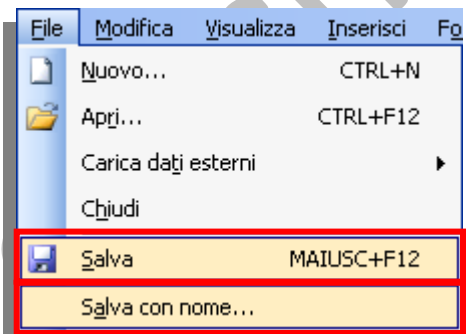 File Modifica Visualizza Inserisci Fo
Nuovo... CTRL+N
Apri... CTRL+F12
Carica dati esterni
Chiudi
Salva MAIUSC+F12
Salva con nome...